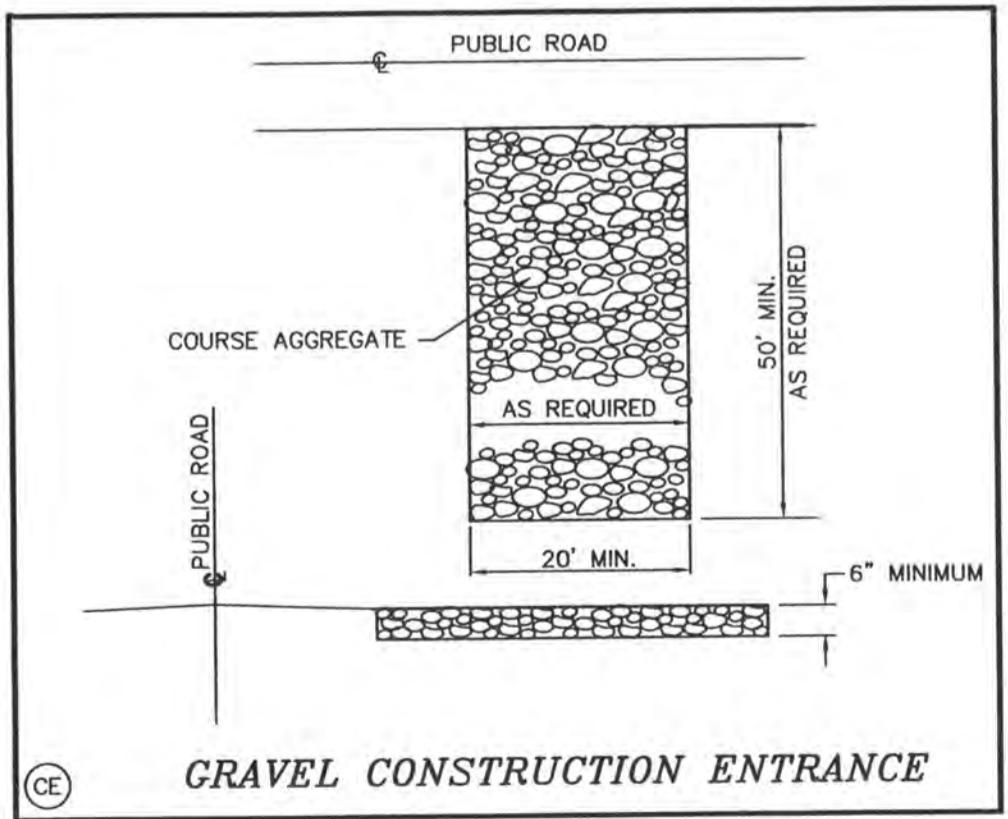 PUBLIC ROAD
℄
COURSE AGGREGATE
50' MIN.
AS REQUIRED
AS REQUIRED
PUBLIC ROAD
℄
20' MIN.
6" MINIMUM
CE
GRAVEL CONSTRUCTION ENTRANCE